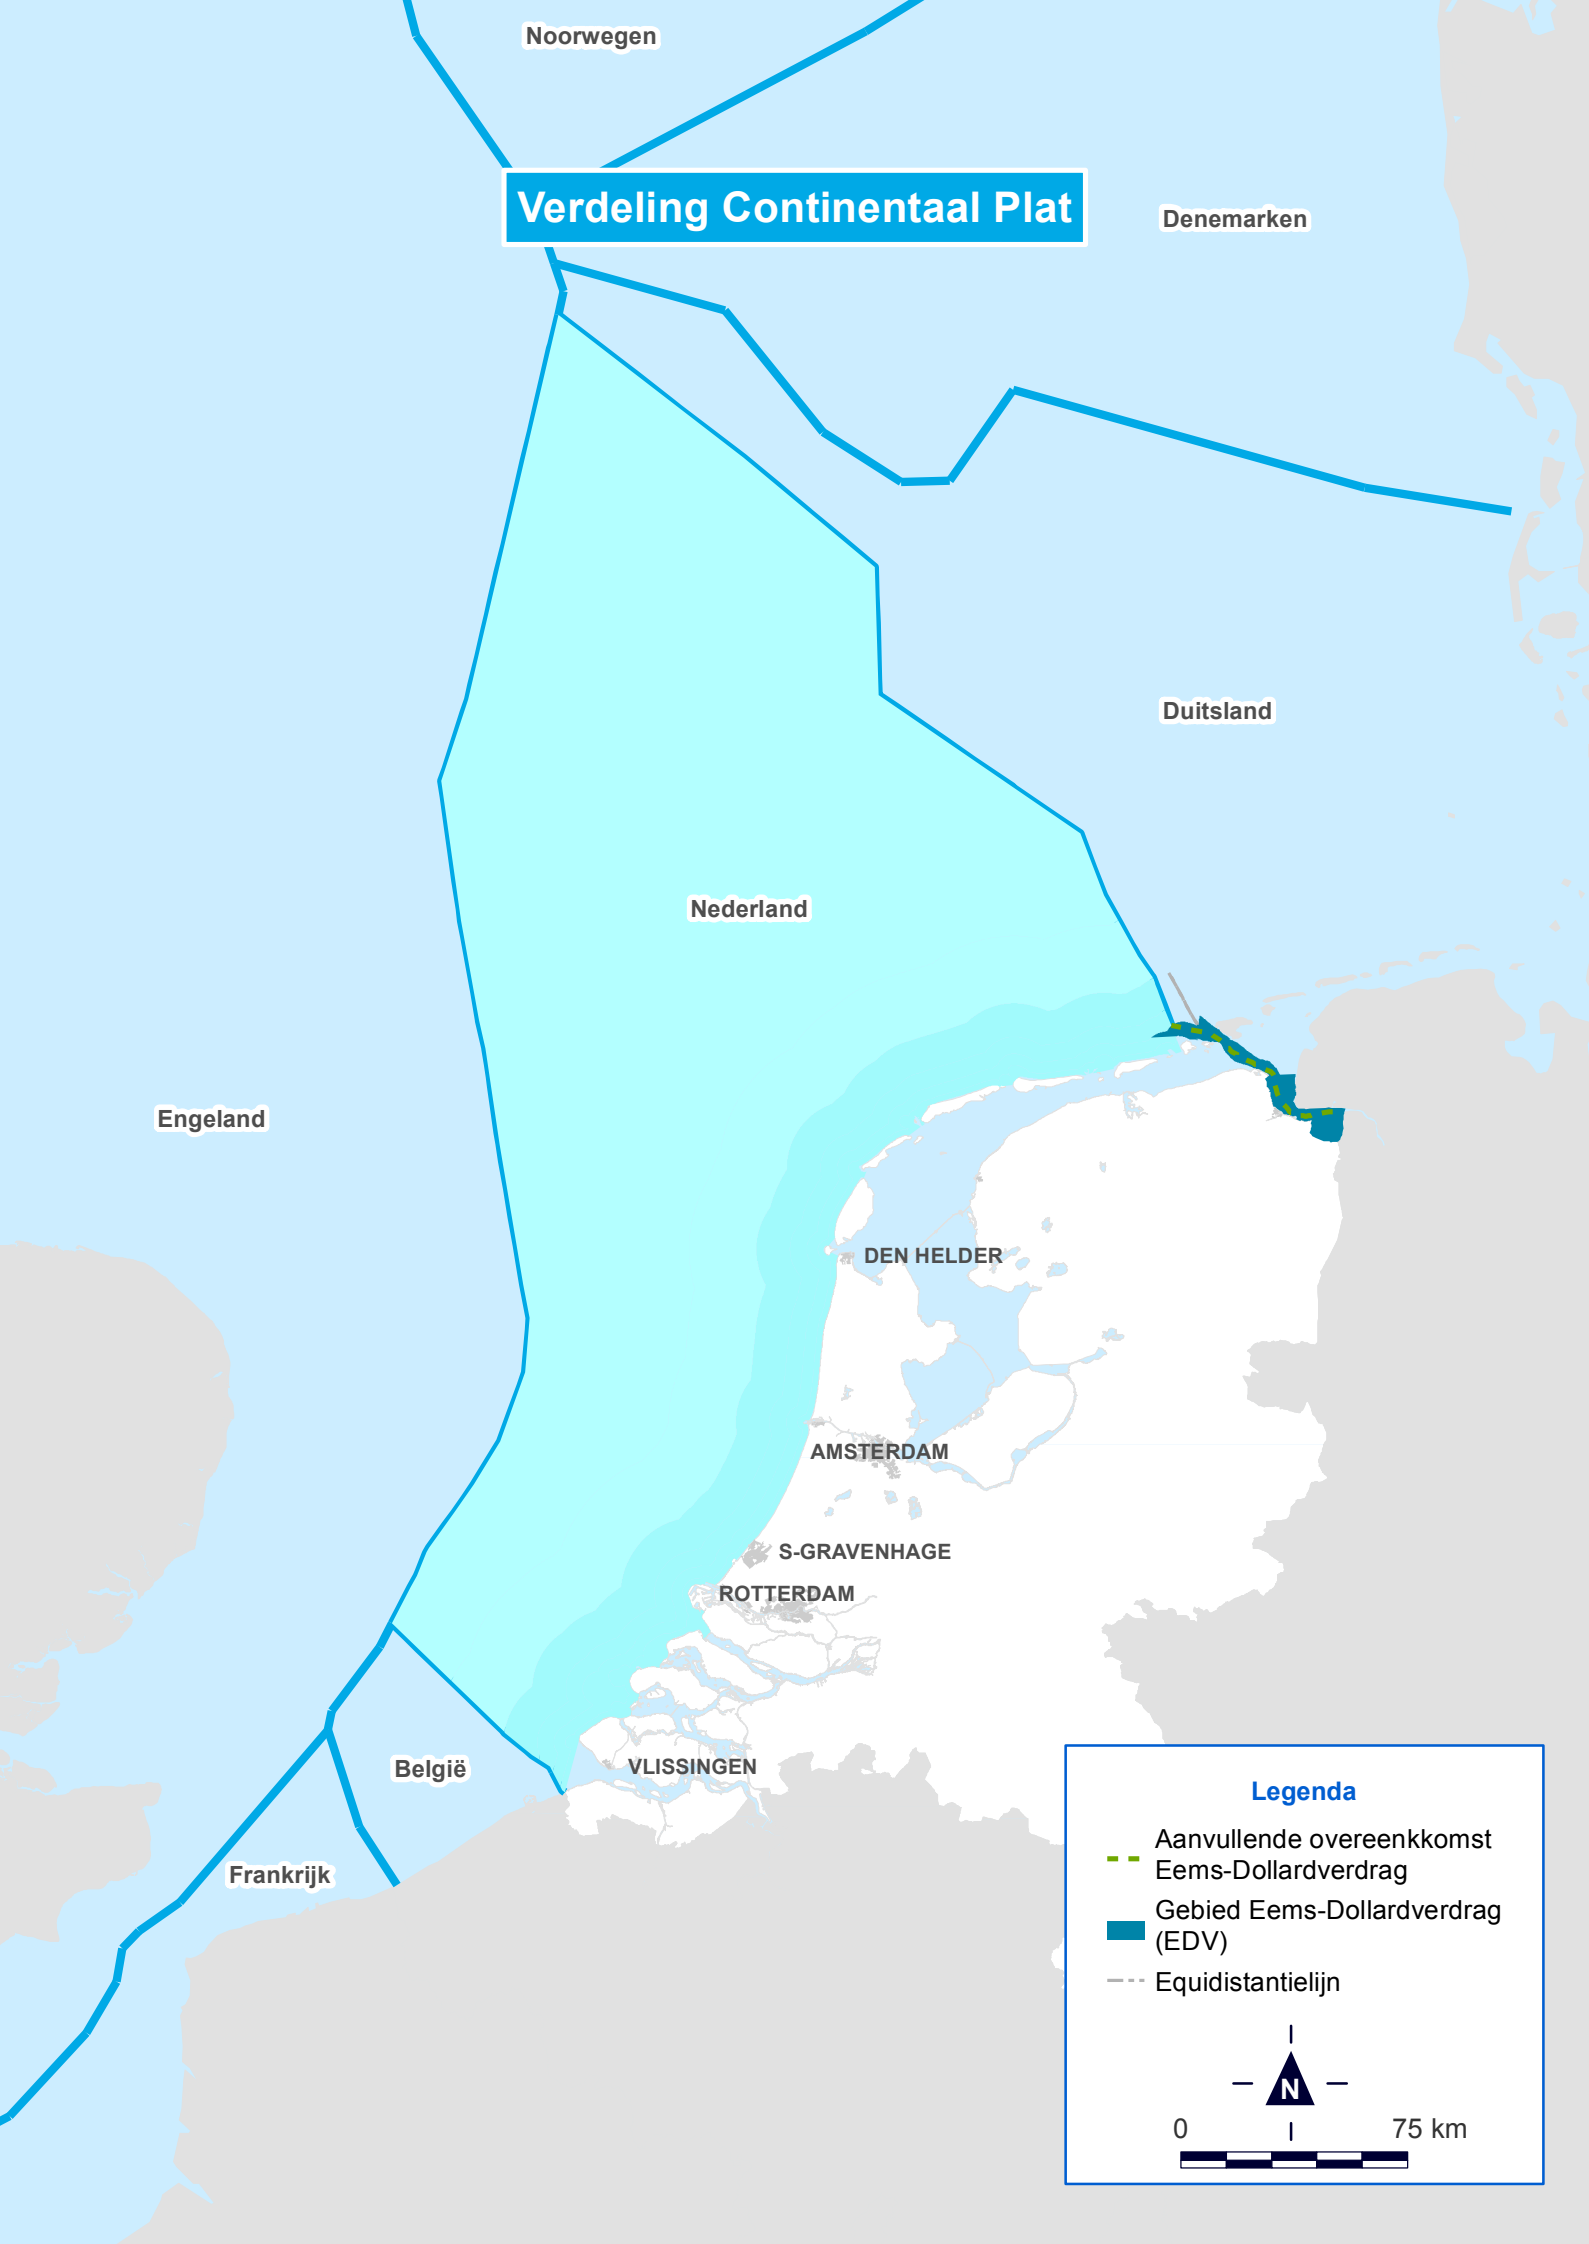 Noorwegen
Verdeling Continentaal Plat
Denemarken
Duitsland
Nederland
Engeland
DEN HELDER
AMSTERDAM
S-GRAVENHAGE
ROTTERDAM
VLISSINGEN
België
Frankrijk
Legenda
Aanvullende overeenkkomst
Eems-Dollardverdrag
Gebied Eems-Dollardverdrag
(EDV)
Equidistantielijn
N
0 75 km